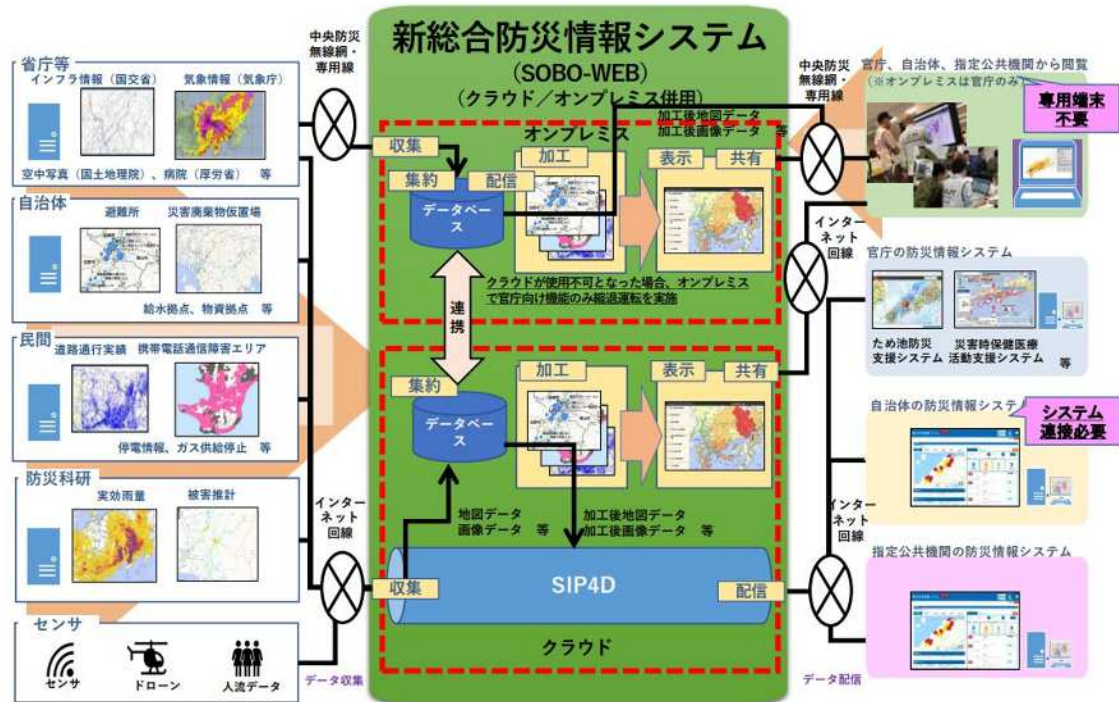 新総合防災情報システム
(SOBO-WEB)
(クラウド/オンプレミス併用)
省庁等
インフラ情報(国交省)
気象情報(気象庁)
空中写真(国土地理院)、病院(厚労省) 等
自治体
避難所
災害廃棄物仮置場
給水拠点、物資拠点 等
民間
道路通行実績
携帯電話通信障害エリア
停電情報、ガス供給停止 等
防災科研
実効雨量
被害推計
センサ
センサ
ドローン
人流データ
中央防災
無線網・
専用線
インター
ネット
回線
データ収集
オンプレミス
収集
集約
配信
データベー
ス
加工
加工後地図データ
加工後画像データ 等
表示
共有
クラウドが使用不可となった場合、オンプレミス
で官庁向け機能のみ縮退運転を実施
連携
集約
データベー
ス
加工
表示
共有
地図データ
画像データ 等
加工後地図データ
加工後画像データ 等
収集
SIP4D
配信
クラウド
中央防災
無線網・
専用線
インター
ネット
回線
インター
ネット
回線
データ配信
官庁、自治体、指定公共機関から閲覧
(※オンプレミスは官庁のみ)
専用端末
不要
官庁の防災情報システム
ため池防災
支援システム
災害時保健医療
活動支援システム
等
自治体の防災情報システム
システム
連接必要
指定公共機関の防災情報システム